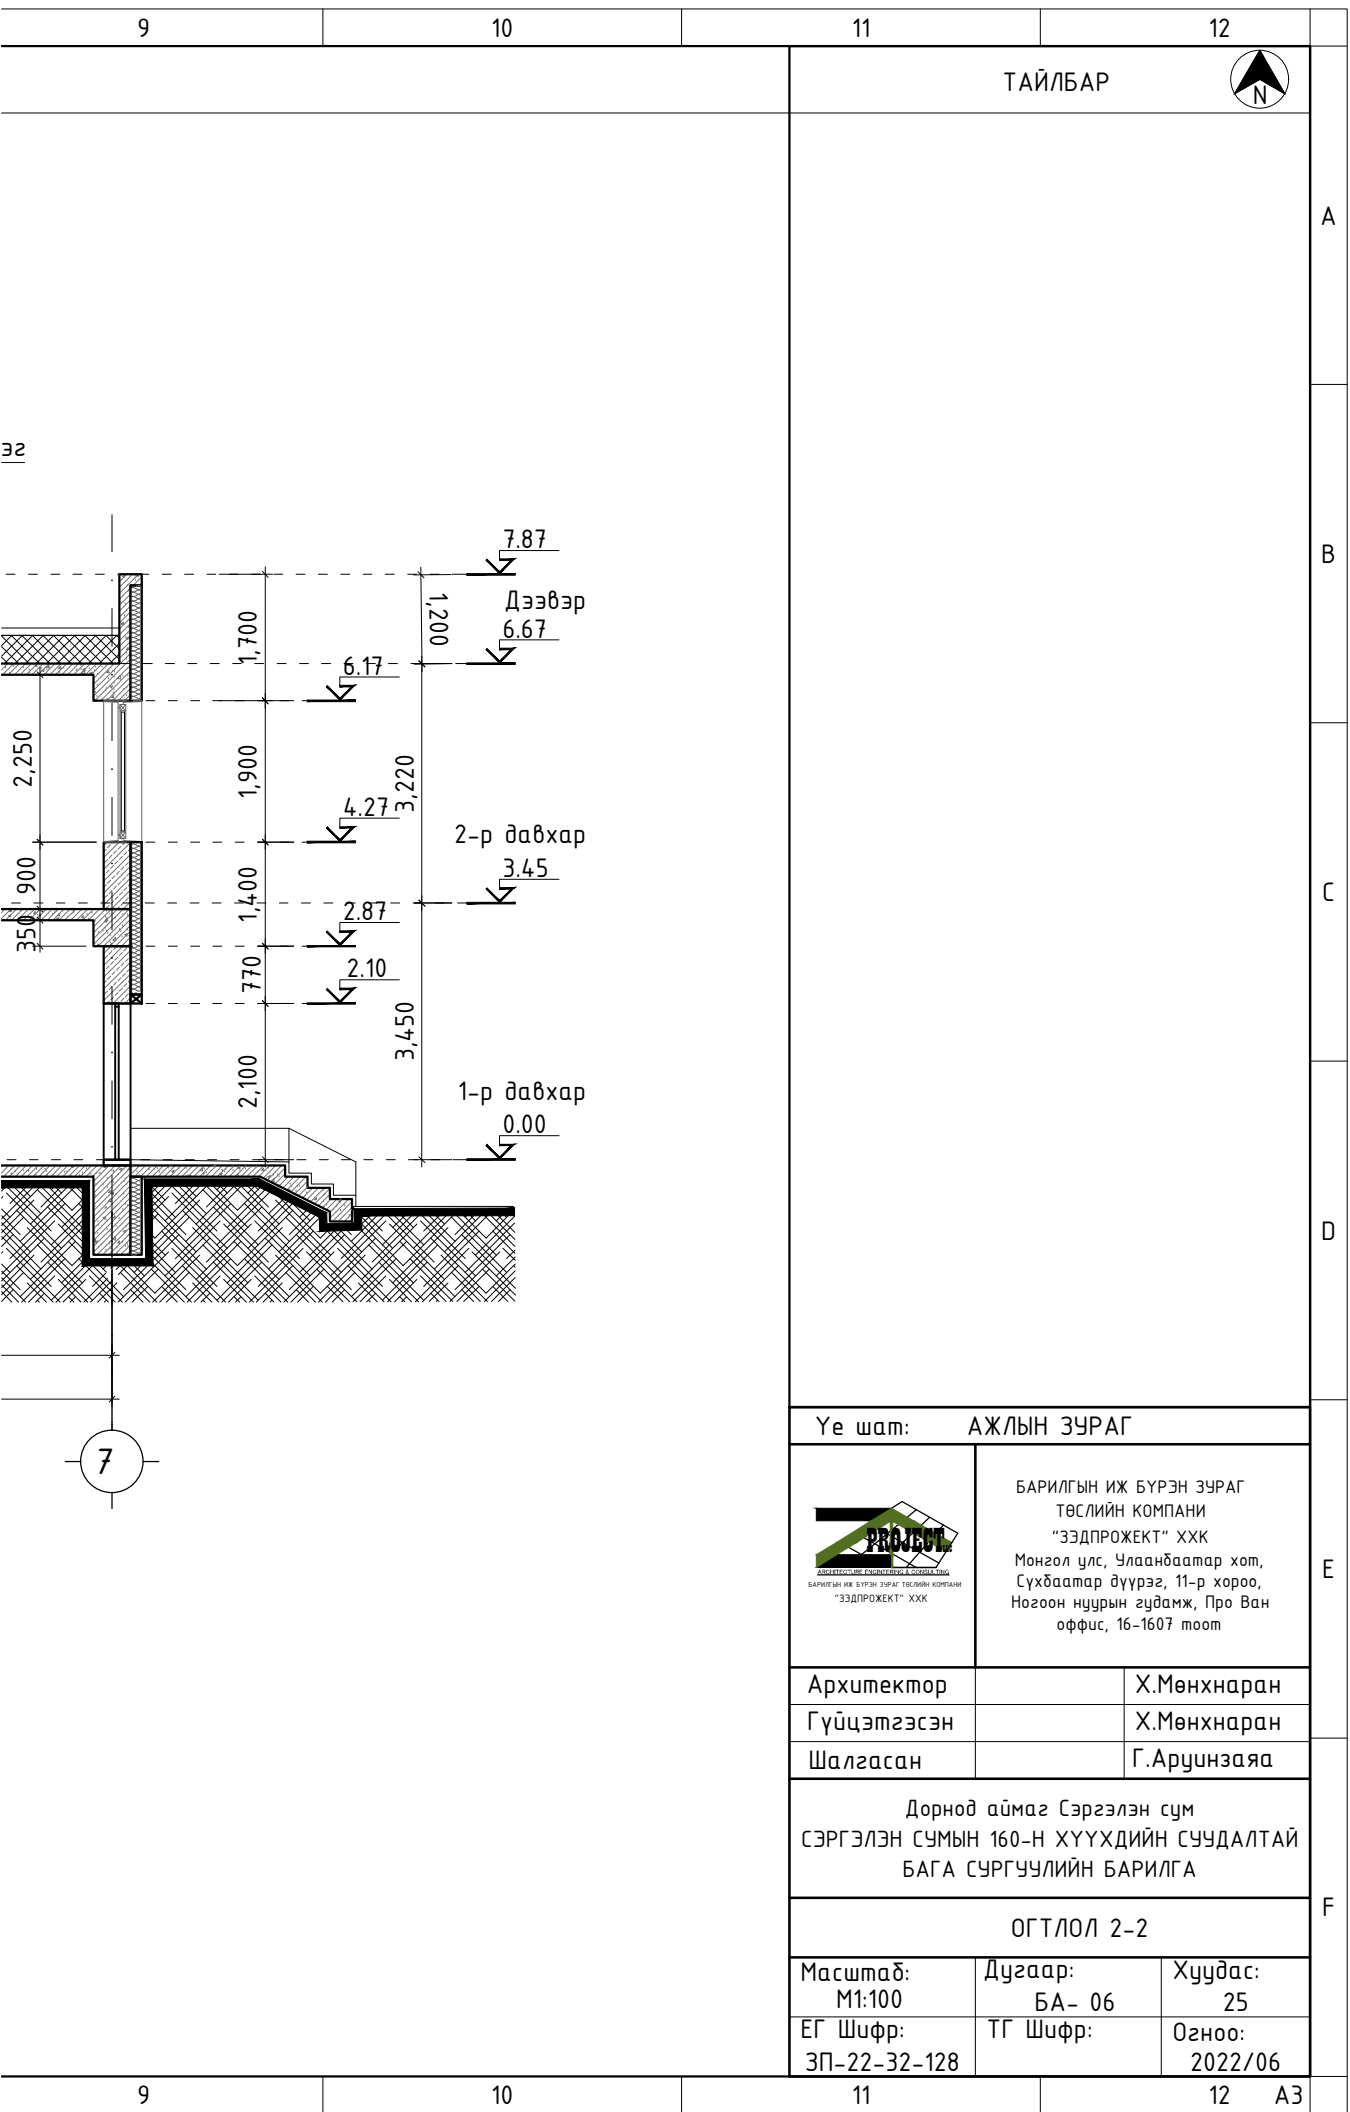 9 10 11 12
ТАЙЛБАР
N
A
B
C
D
E
F
эг
7.87
Дээвэр
6.67
1,200
1,700
6.17
2,250
1,900
3,220
4.27
2-р давхар
3.45
900
1,400
2.87
350
770
2.10
3,450
2,100
1-р давхар
0.00
7
Үе шат: АЖЛЫН ЗУРАГ
PROJECT
ARCHITECTURE ENGINEERING & CONSULTING
БАРИЛГЫН ИЖ БҮРЭН ЗУРАГ ТӨСЛИЙН КОМПАНИ
"ЗЭДПРОЖЕКТ" ХХК
БАРИЛГЫН ИЖ БҮРЭН ЗУРАГ
ТӨСЛИЙН КОМПАНИ
"ЗЭДПРОЖЕКТ" ХХК
Монгол улс, Улаанбаатар хот,
Сүхбаатар дүүрэг, 11-р хороо,
Ногоон нуурын гудамж, Про Ван
оффис, 16-1607 тоот
Архитектор Х.Мөнхнаран
Гүйцэтгэсэн Х.Мөнхнаран
Шалгасан Г.Аруинзаяа
Дорнод аймаг Сэргэлэн сум
СЭРГЭЛЭН СУМЫН 160-Н ХҮҮХДИЙН СУУДАЛТАЙ
БАГА СУРГУУЛИЙН БАРИЛГА
ОГТЛОЛ 2-2
Масштаб: Дугаар: Хуудас:
М1:100 БА- 06 25
ЕГ Шифр: ТГ Шифр: Огноо:
ЗП-22-32-128 2022/06
9 10 11 12 А3